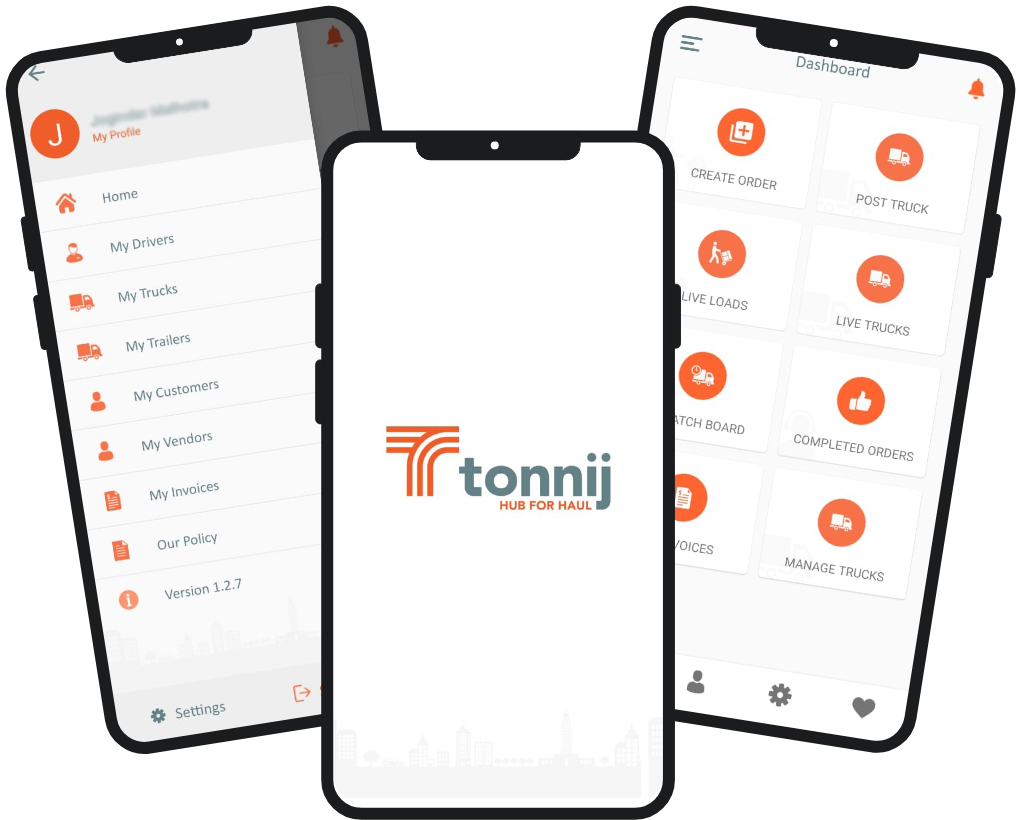 J
My Profile
Home
My Drivers
My Trucks
My Trailers
My Customers
My Vendors
My Invoices
Our Policy
Version 1.2.7
Settings
tonnij
HUB FOR HAUL
Dashboard
CREATE ORDER
POST TRUCK
LIVE LOADS
LIVE TRUCKS
ATCH BOARD
COMPLETED ORDERS
VOICES
MANAGE TRUCKS